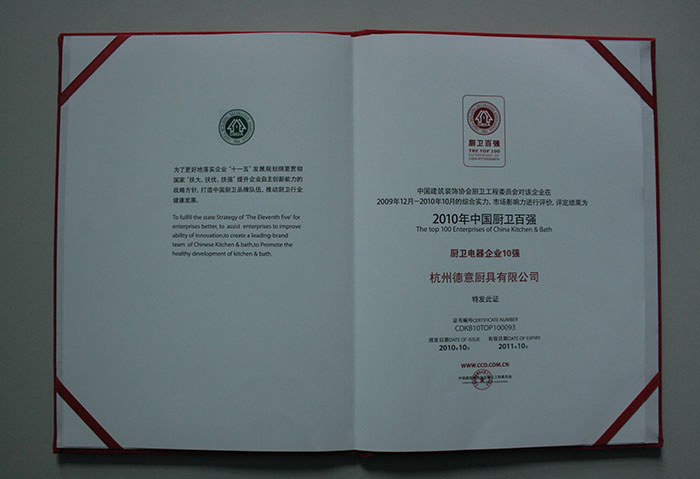 为了更好地落实企业“十一五”发展规划纲要贯彻
国家“扶大，扶优，扶强”提升企业自主创新能力的
战略方针，打造中国厨卫品牌队伍，推动厨卫行业
健康发展。
To fulfil the state Strategy of 'The Eleventh five' for
enterprises better, to assist enterprises to improve
ability of Innovation,to create a leading-brand
team of Chinese Kitchen & bath,to Promote the
healthy development of kitchen & bath.
厨卫百强
THE TOP 100
中国建筑装饰协会厨卫工程委员会对该企业在
2009年12月—2010年10月的综合实力，市场影响力进行评价，评定结果为
2010年中国厨卫百强
The top 100 Enterprises of China Kitchen & Bath
厨卫电器企业10强
杭州德意厨具有限公司
特发此证
证书编号CERTIFICATE NUMBER
CDKB10TOP100093
颁发日期DATE OF ISSUE 有效日期DATE OF EXPIRY
2010年10月 2011年10月
WWW.CCD.COM.CN